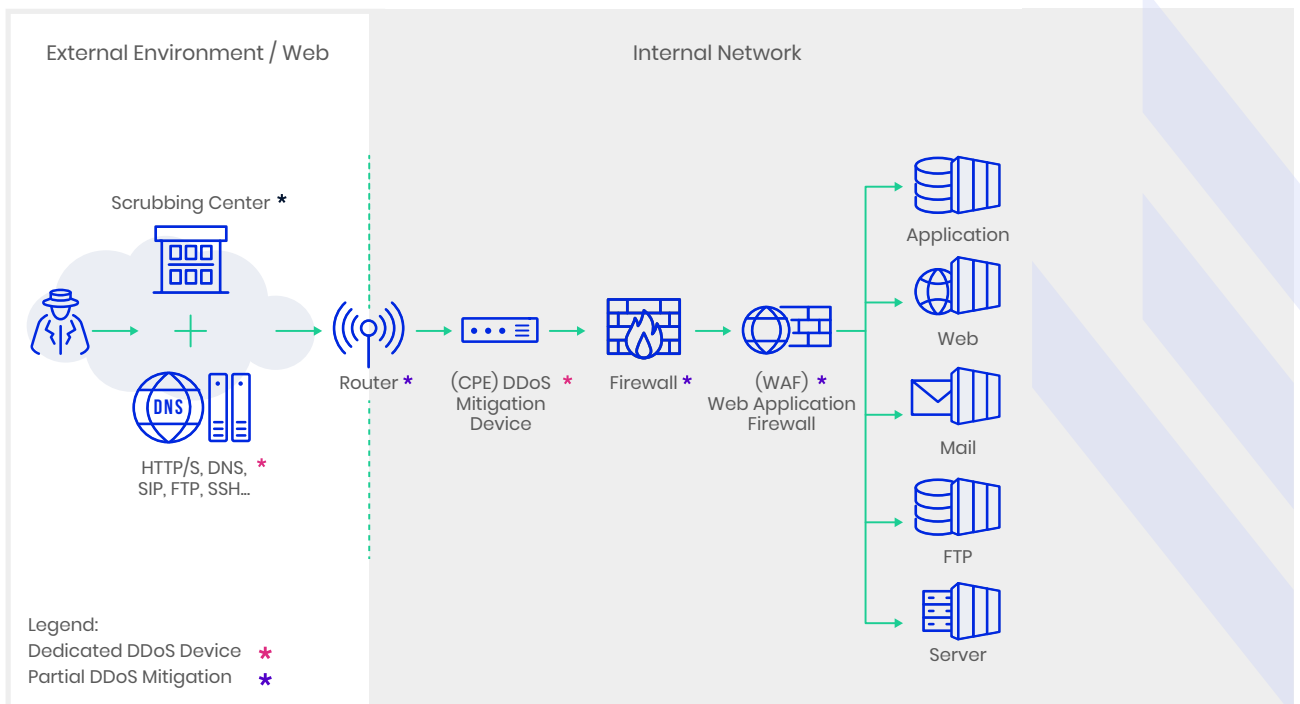 External Environment / Web
Internal Network
Scrubbing Center *
DNS
HTTP/S, DNS, *
SIP, FTP, SSH...
Router *
(CPE) DDoS *
Mitigation
Device
Firewall *
(WAF) *
Web Application
Firewall
Application
Web
Mail
FTP
Server
Legend:
Dedicated DDoS Device *
Partial DDoS Mitigation *